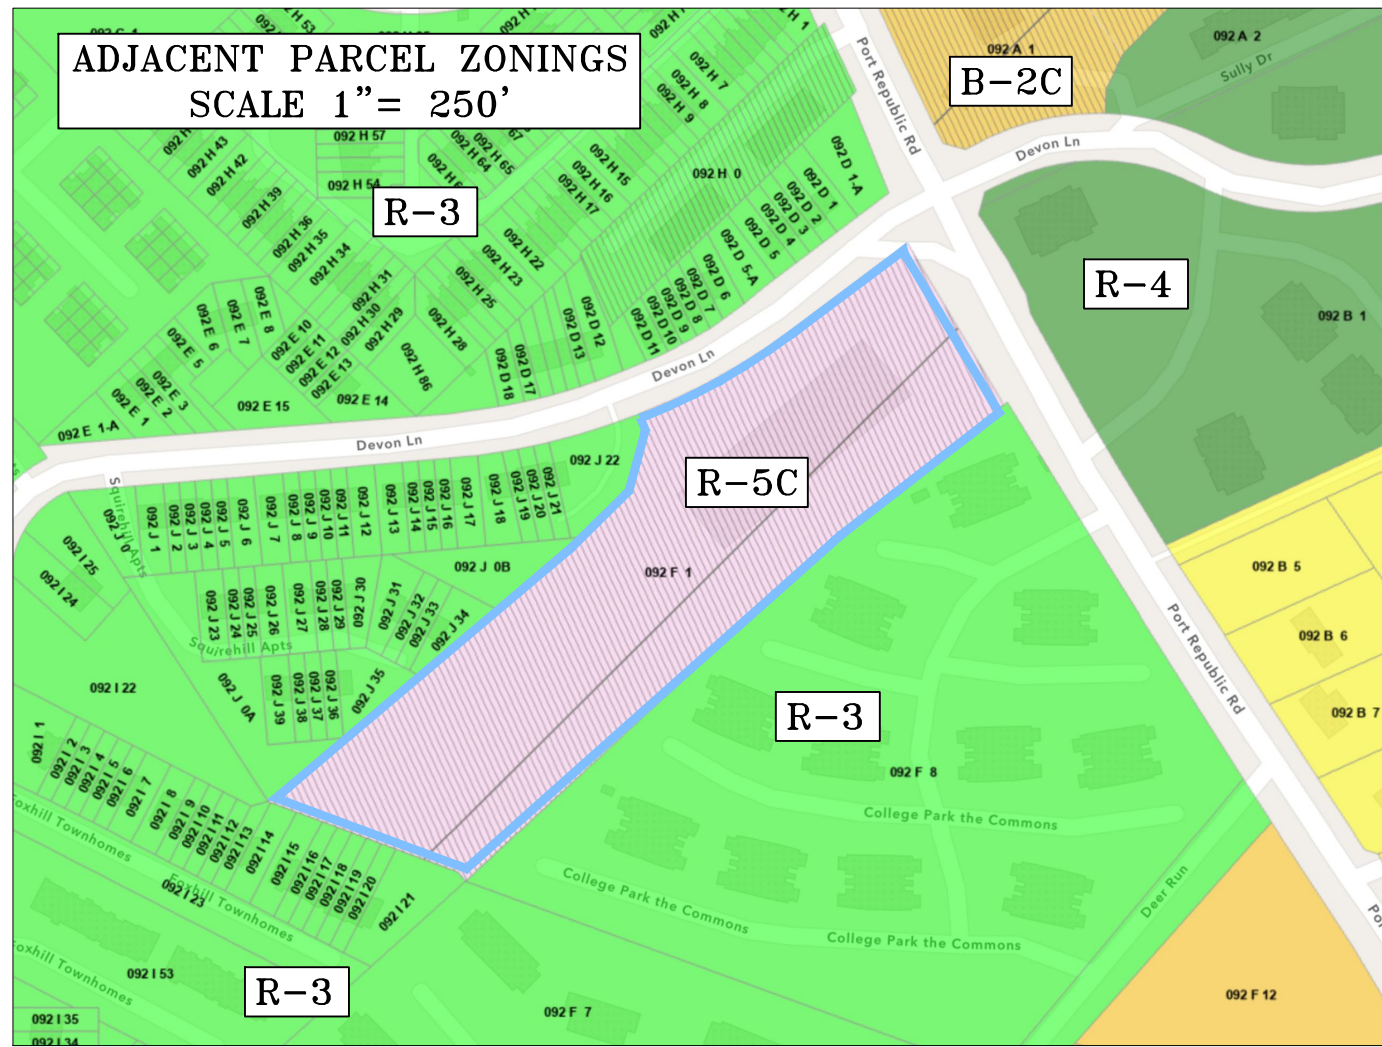 092 H 53
092 H 1
092 A 1
092 A 2
Sully Dr
ADJACENT PARCEL ZONINGS
SCALE 1”= 250’
B-2C
Port Republic Rd
Devon Ln
092 H 7
092 H 8
092 H 9
092 H 57
092 H 54
092 H 43
092 H 42
092 H 39
092 H 36
092 H 35
092 H 34
092 H 31
092 H 30
092 H 29
092 H 28
092 H 25
092 H 23
092 H 22
092 H 64
092 H 65
092 H 15
092 H 16
092 H 17
092 H 0
092 H 86
R-3
092 D 1-A
092 D 1
092 D 2
092 D 3
092 D 4
092 D 5
092 D 5-A
092 D 6
092 D 7
092 D 8
092 D 9
092 D10
092 D11
092 D 12
092 D 13
092 D 17
092 D 18
R-4
092 B 1
092 E 8
092 E 7
092 E 6
092 E 5
092 E 3
092 E 2
092 E 1
092 E 1-A
092 E 10
092 E 11
092 E 12
092 E 13
092 E 14
092 E 15
Devon Ln
Devon Ln
R-5C
092 F 1
092 J 22
092 J 21
092 J 20
092 J 19
092 J 18
092 J 17
092 J 16
092 J 15
092 J 14
092 J 13
092 J 12
092 J 11
092 J 10
092 J 9
092 J 8
092 J 7
092 J 6
092 J 5
092 J 4
092 J 3
092 J 2
092 J 1
092 J 0
Squirehill Apts
092 I 25
092 I 24
092 J 0B
092 J 23
092 J 24
092 J 25
092 J 26
092 J 27
092 J 28
092 J 29
092 J 30
092 J 31
092 J 32
092 J 33
092 J 34
092 J 35
Squirehill Apts
092 J 36
092 J 37
092 J 38
092 J 39
092 J 0A
092 I 22
092 B 5
092 B 6
092 B 7
Port Republic Rd
R-3
092 F 8
College Park the Commons
College Park the Commons
College Park the Commons
Deer Run
092 I 1
092 I 2
092 I 3
092 I 4
092 I 5
092 I 6
092 I 7
092 I 8
092 I 9
092 I 10
092 I 11
092 I 12
092 I 13
092 I 14
092 I 15
092 I 16
092 I 17
092 I 18
092 I 19
092 I 20
092 I 21
Foxhill Townhomes
092 I 23
Foxhill Townhomes
Foxhill Townhomes
092 I 53
R-3
092 I 35
092 I 34
092 F 7
092 F 12